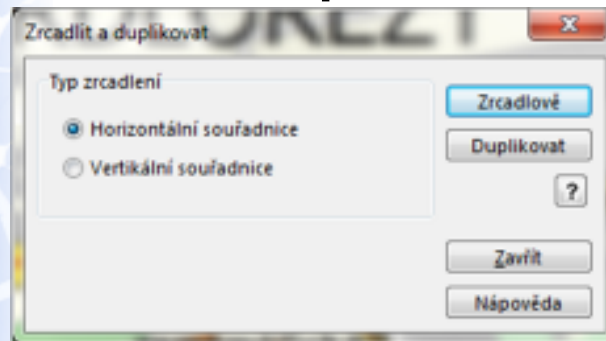 Zrcadlit a duplikovat
Typ zrcadlení
Horizontální souřadnice
Vertikální souřadnice
Zrcadlově
Duplikovat
?
Zavřít
Nápověda